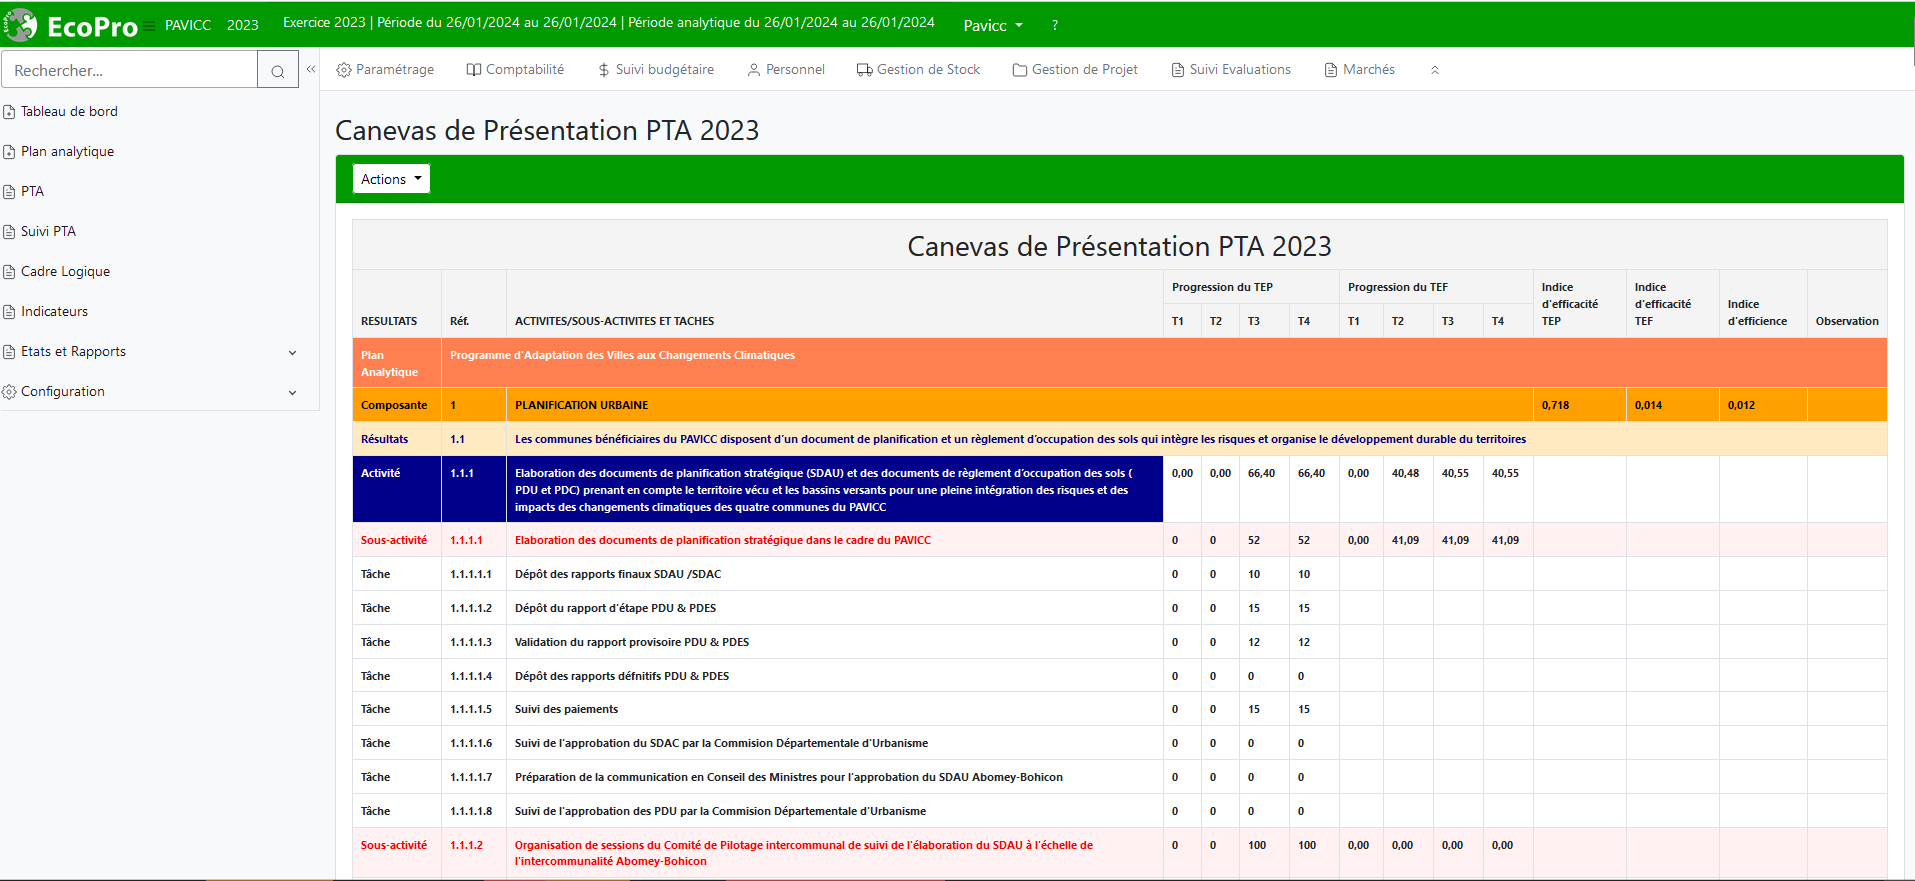 EcoPro
PAVICC 2023 Exercice 2023 | Période du 26/01/2024 au 26/01/2024 | Période analytique du 26/01/2024 au 26/01/2024 Pavicc ?
Rechercher...
Paramétrage Comptabilité Suivi budgétaire Personnel Gestion de Stock Gestion de Projet Suivi Evaluations Marchés
Tableau de bord
Plan analytique
PTA
Suivi PTA
Cadre Logique
Indicateurs
Etats et Rapports
Configuration
Canevas de Présentation PTA 2023
Actions
Canevas de Présentation PTA 2023
RESULTATS Réf. ACTIVITES/SOUS-ACTIVITES ET TACHES Progression du TEP Progression du TEF Indice d'efficacité TEP Indice d'efficacité TEF Indice d'efficience Observation
T1 T2 T3 T4 T1 T2 T3 T4
Plan Analytique Programme d'Adaptation des Villes aux Changements Climatiques
Composante 1 PLANIFICATION URBAINE 0,718 0,014 0,012
Résultats 1.1 Les communes bénéficiaires du PAVICC disposent d'un document de planification et un règlement d'occupation des sols qui intègre les risques et organise le développement durable du territoires
Activité 1.1.1 Elaboration des documents de planification stratégique (SDAU) et des documents de règlement d'occupation des sols (
PDU et PDC) prenant en compte le territoire vécu et les bassins versants pour une pleine intégration des risques et des
impacts des changements climatiques des quatre communes du PAVICC
0,00 0,00 66,40 66,40 0,00 40,48 40,55 40,55
Sous-activité 1.1.1.1 Elaboration des documents de planification stratégique dans le cadre du PAVICC 0 0 52 52 0,00 41,09 41,09 41,09
Tâche 1.1.1.1.1 Dépôt des rapports finaux SDAU /SDAC 0 0 10 10
Tâche 1.1.1.1.2 Dépôt du rapport d'étape PDU & PDES 0 0 15 15
Tâche 1.1.1.1.3 Validation du rapport provisoire PDU & PDES 0 0 12 12
Tâche 1.1.1.1.4 Dépôt des rapports défnitifs PDU & PDES 0 0 0 0
Tâche 1.1.1.1.5 Suivi des paiements 0 0 15 15
Tâche 1.1.1.1.6 Suivi de l'approbation du SDAC par la Commision Départementale d'Urbanisme 0 0 0 0
Tâche 1.1.1.1.7 Préparation de la communication en Conseil des Ministres pour l'approbation du SDAU Abomey-Bohicon 0 0 0 0
Tâche 1.1.1.1.8 Suivi de l'approbation des PDU par la Commision Départementale d'Urbanisme 0 0 0 0
Sous-activité 1.1.1.2 Organisation de sessions du Comité de Pilotage intercommunal de suivi de l'élaboration du SDAU à l'échelle de
l'intercommunalité Abomey-Bohicon
0 0 100 100 0,00 0,00 0,00 0,00